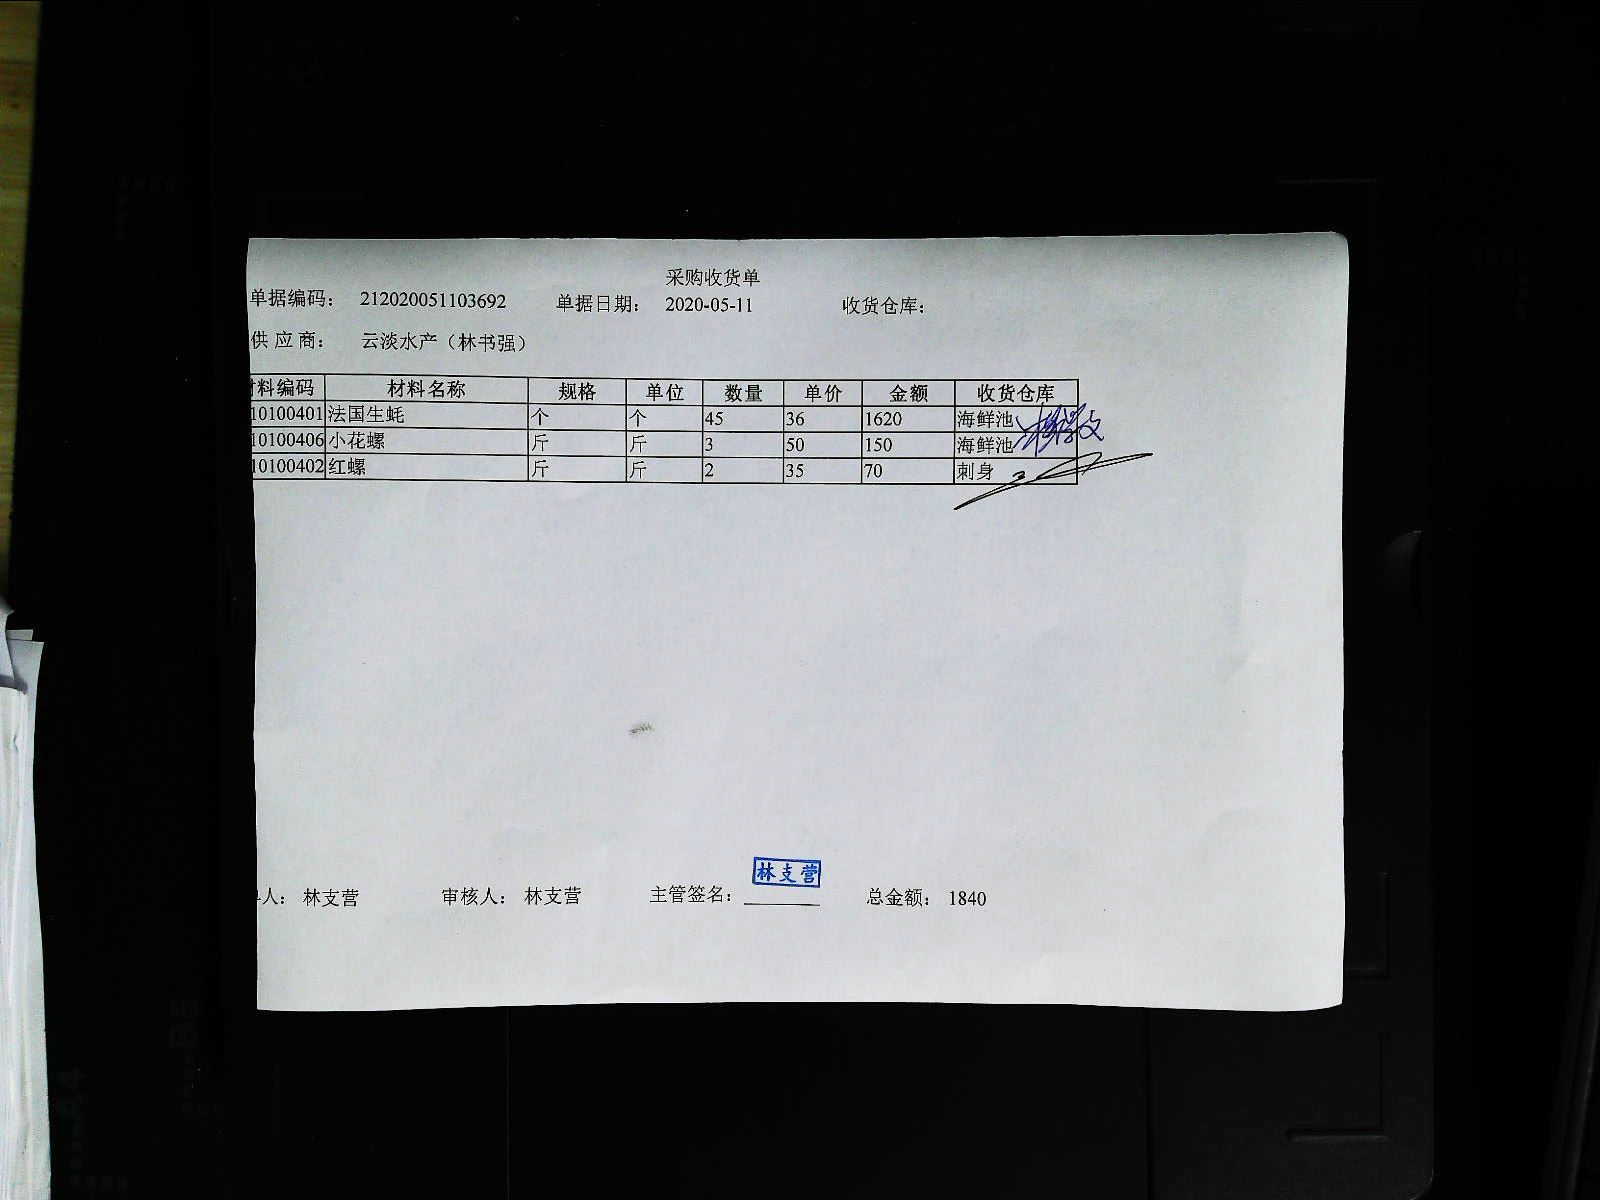 采购收货单
单据编码： 212020051103692 单据日期： 2020-05-11 收货仓库：
供应商： 云淡水产（林书强）
材料编码 材料名称 规格 单位 数量 单价 金额 收货仓库
10100401 法国生蚝 个 个 45 36 1620 海鲜池
10100406 小花螺 斤 斤 3 50 150 海鲜池
10100402 红螺 斤 斤 2 35 70 刺身
林支营
人： 林支营 审核人： 林支营 主管签名： 总金额： 1840
B5
A4